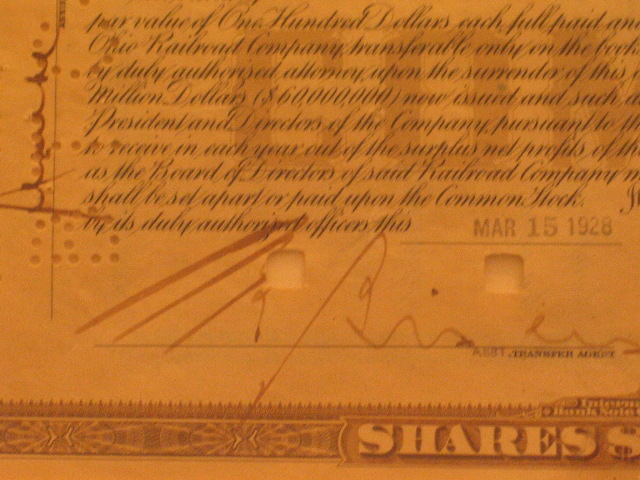 par value of One Hundred Dollars each, full paid an
Ohio Railroad Company, transferable only on the book
by duly authorized attorney, upon the surrender of this
Million Dollars ($60,000,000) now issued and such a
President and Directors of the Company, pursuant to th
to receive in each year out of the surplus net profits of th
as the Board of Directors of said Railroad Company m
shall be set apart or paid upon the Common Stock.
by its duly authorized officers this
MAR 15 1928
ASST. TRANSFER AGENT
SHARES $